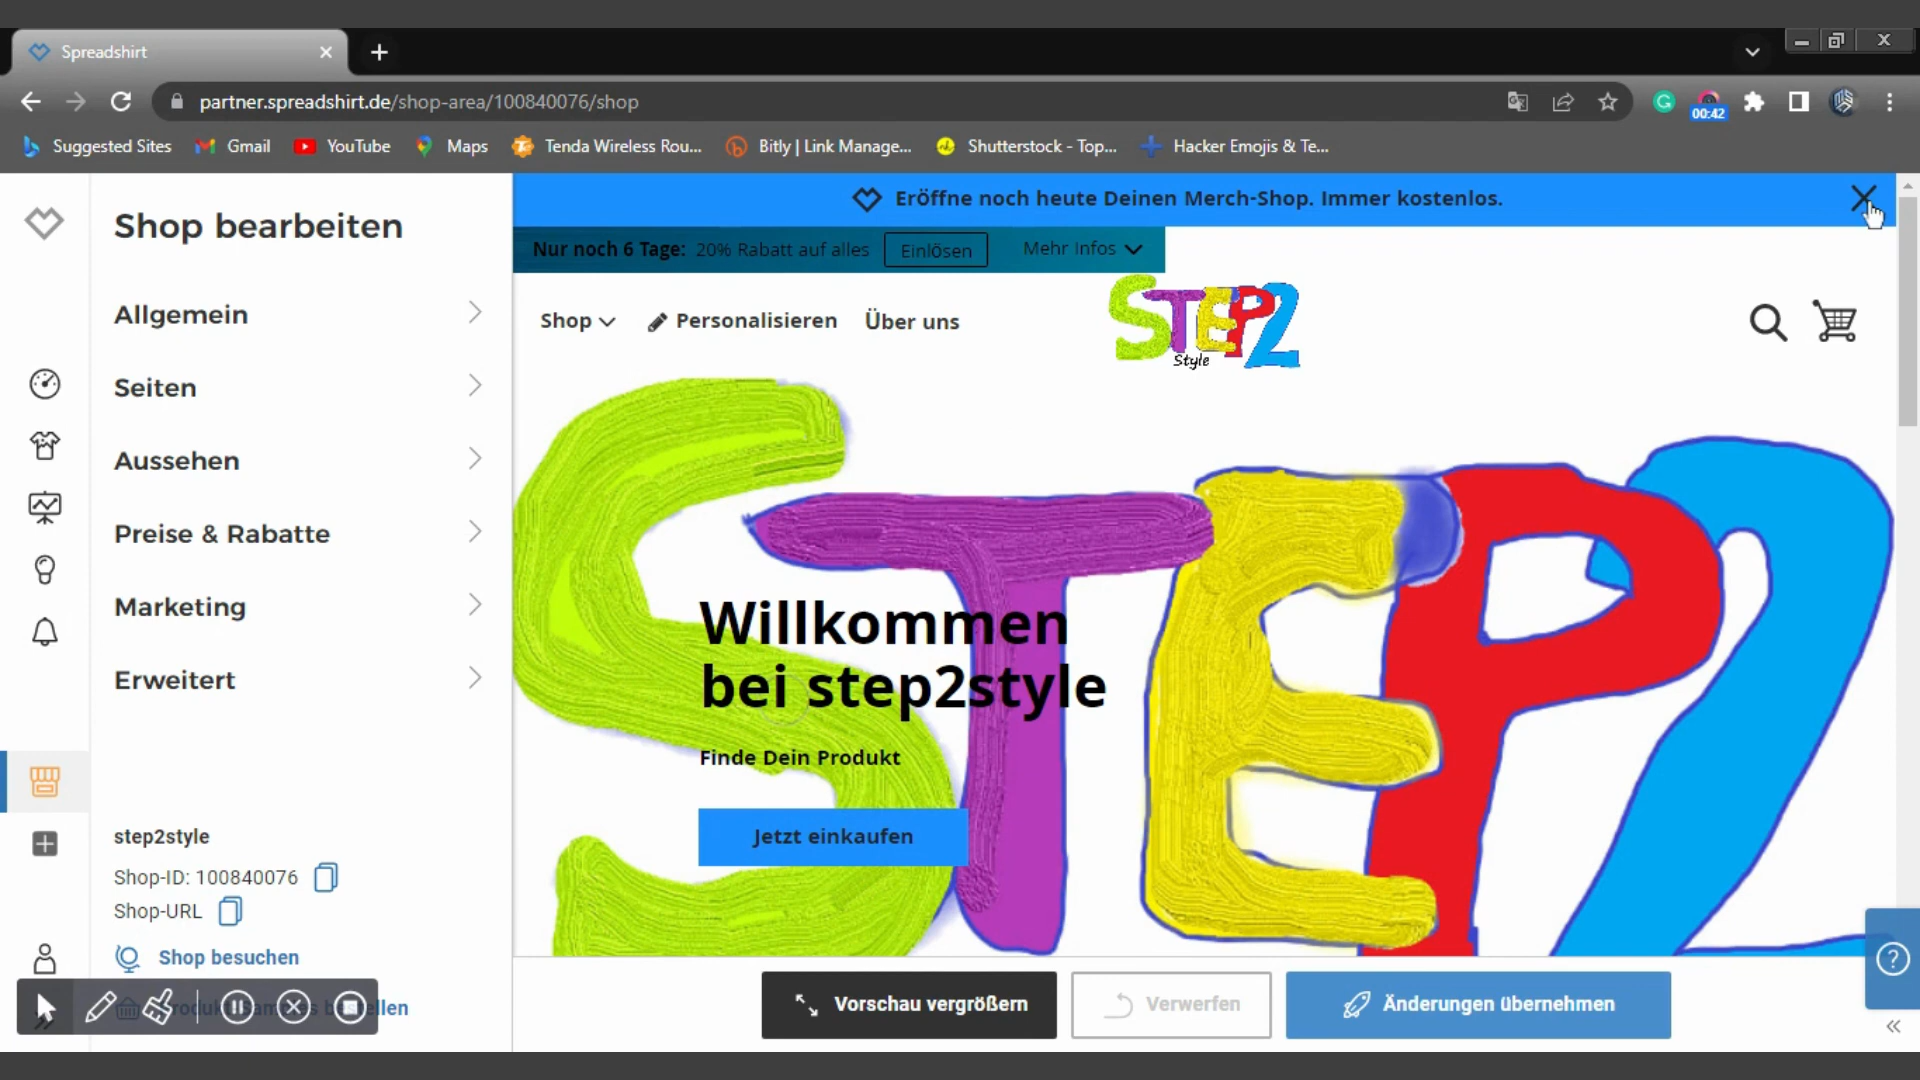 Spreadshirt
partner.spreadshirt.de/shop-area/100840076/shop
00:42
Suggested Sites
Gmail
YouTube
Maps
Tenda Wireless Rou...
Bitly | Link Manage...
Shutterstock - Top...
Hacker Emojis & Te...
Shop bearbeiten
Allgemein
Seiten
Aussehen
Preise & Rabatte
Marketing
Erweitert
step2style
Shop-ID: 100840076
Shop-URL
Shop besuchen
Eröffne noch heute Deinen Merch-Shop. Immer kostenlos.
Nur noch 6 Tage: 20% Rabatt auf alles Einlösen Mehr Infos
Shop Personalisieren Über uns
STEP2
Style
STEP2
Willkommen
bei step2style
Finde Dein Produkt
Jetzt einkaufen
Vorschau vergrößern
Verwerfen
Änderungen übernehmen